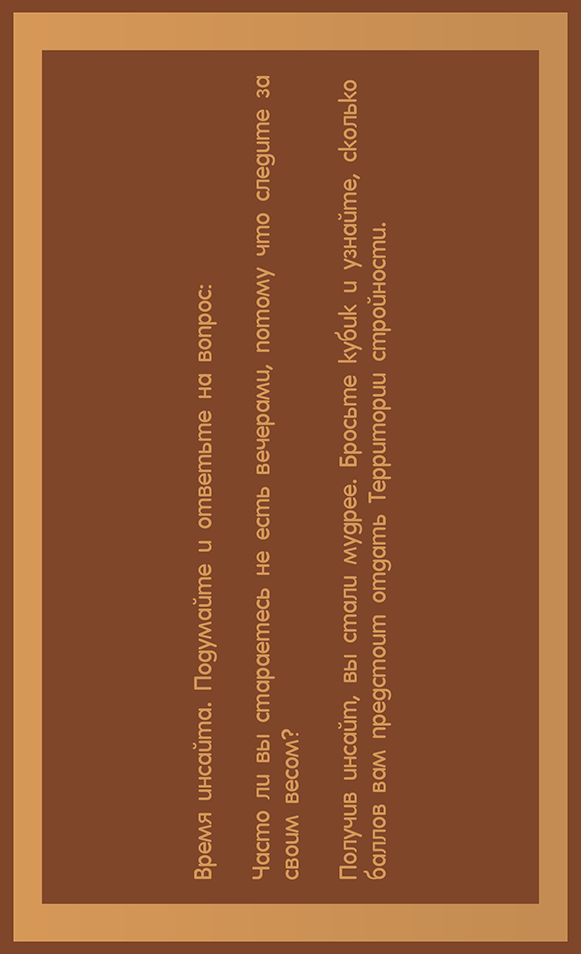 Время инсайта. Подумайте и ответьте на вопрос:
Часто ли вы стараетесь не есть вечерами, потому что следите за
своим весом?
Получив инсайт, вы стали мудрее. Бросьте кубик и узнайте, сколько
баллов вам предстоит отдать Территории стройности.